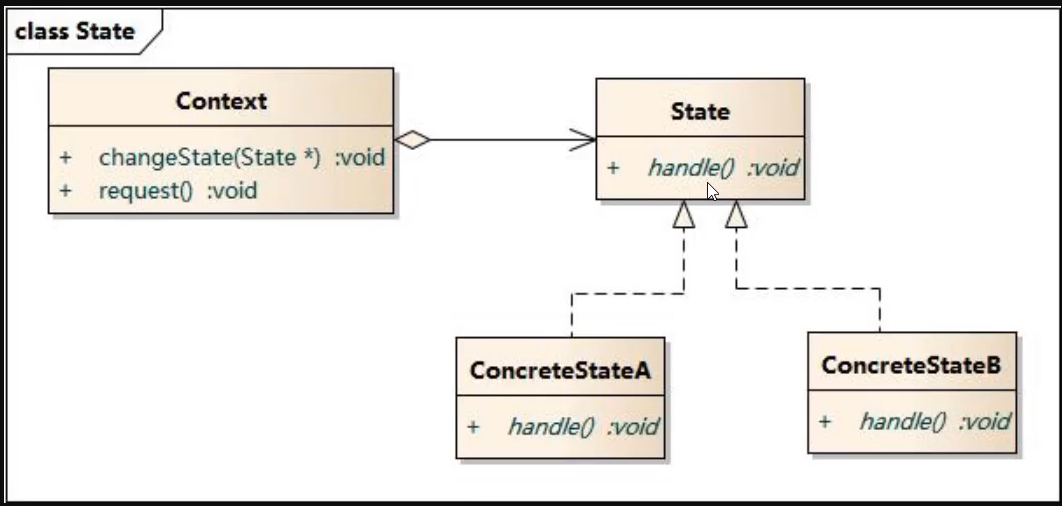 class State
Context
+ changeState(State *) :void
+ request() :void
State
+ handle() :void
ConcreteStateA
+ handle() :void
ConcreteStateB
+ handle() :void